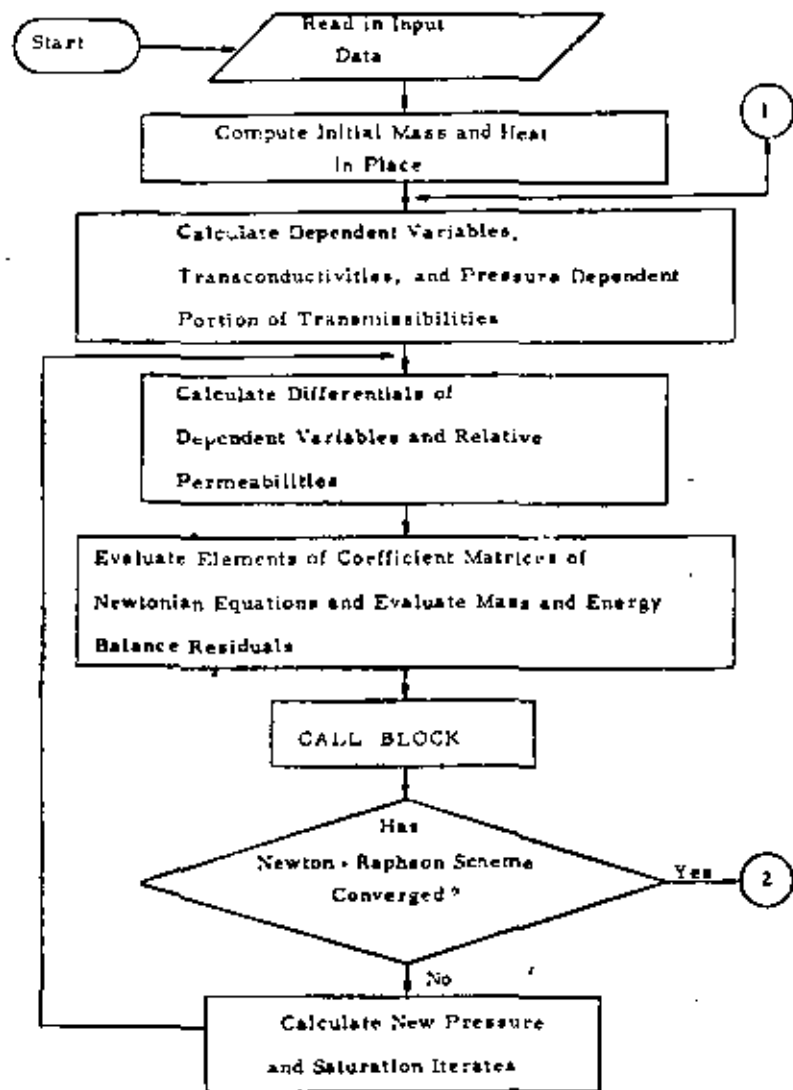 Start
Read in Input
Data
1
Compute Initial Mass and Heat
in Place
Calculate Dependent Variables,
Transconductivities, and Pressure Dependent
Portion of Transmissibilities
Calculate Differentials of
Dependent Variables and Relative
Permeabilities
Evaluate Elements of Coefficient Matrices of
Newtonian Equations and Evaluate Mass and Energy
Balance Residuals
CALL BLOCK
Has
Newton - Raphson Scheme
Converged?
Yes
2
No
Calculate New Pressure
and Saturation Iterates